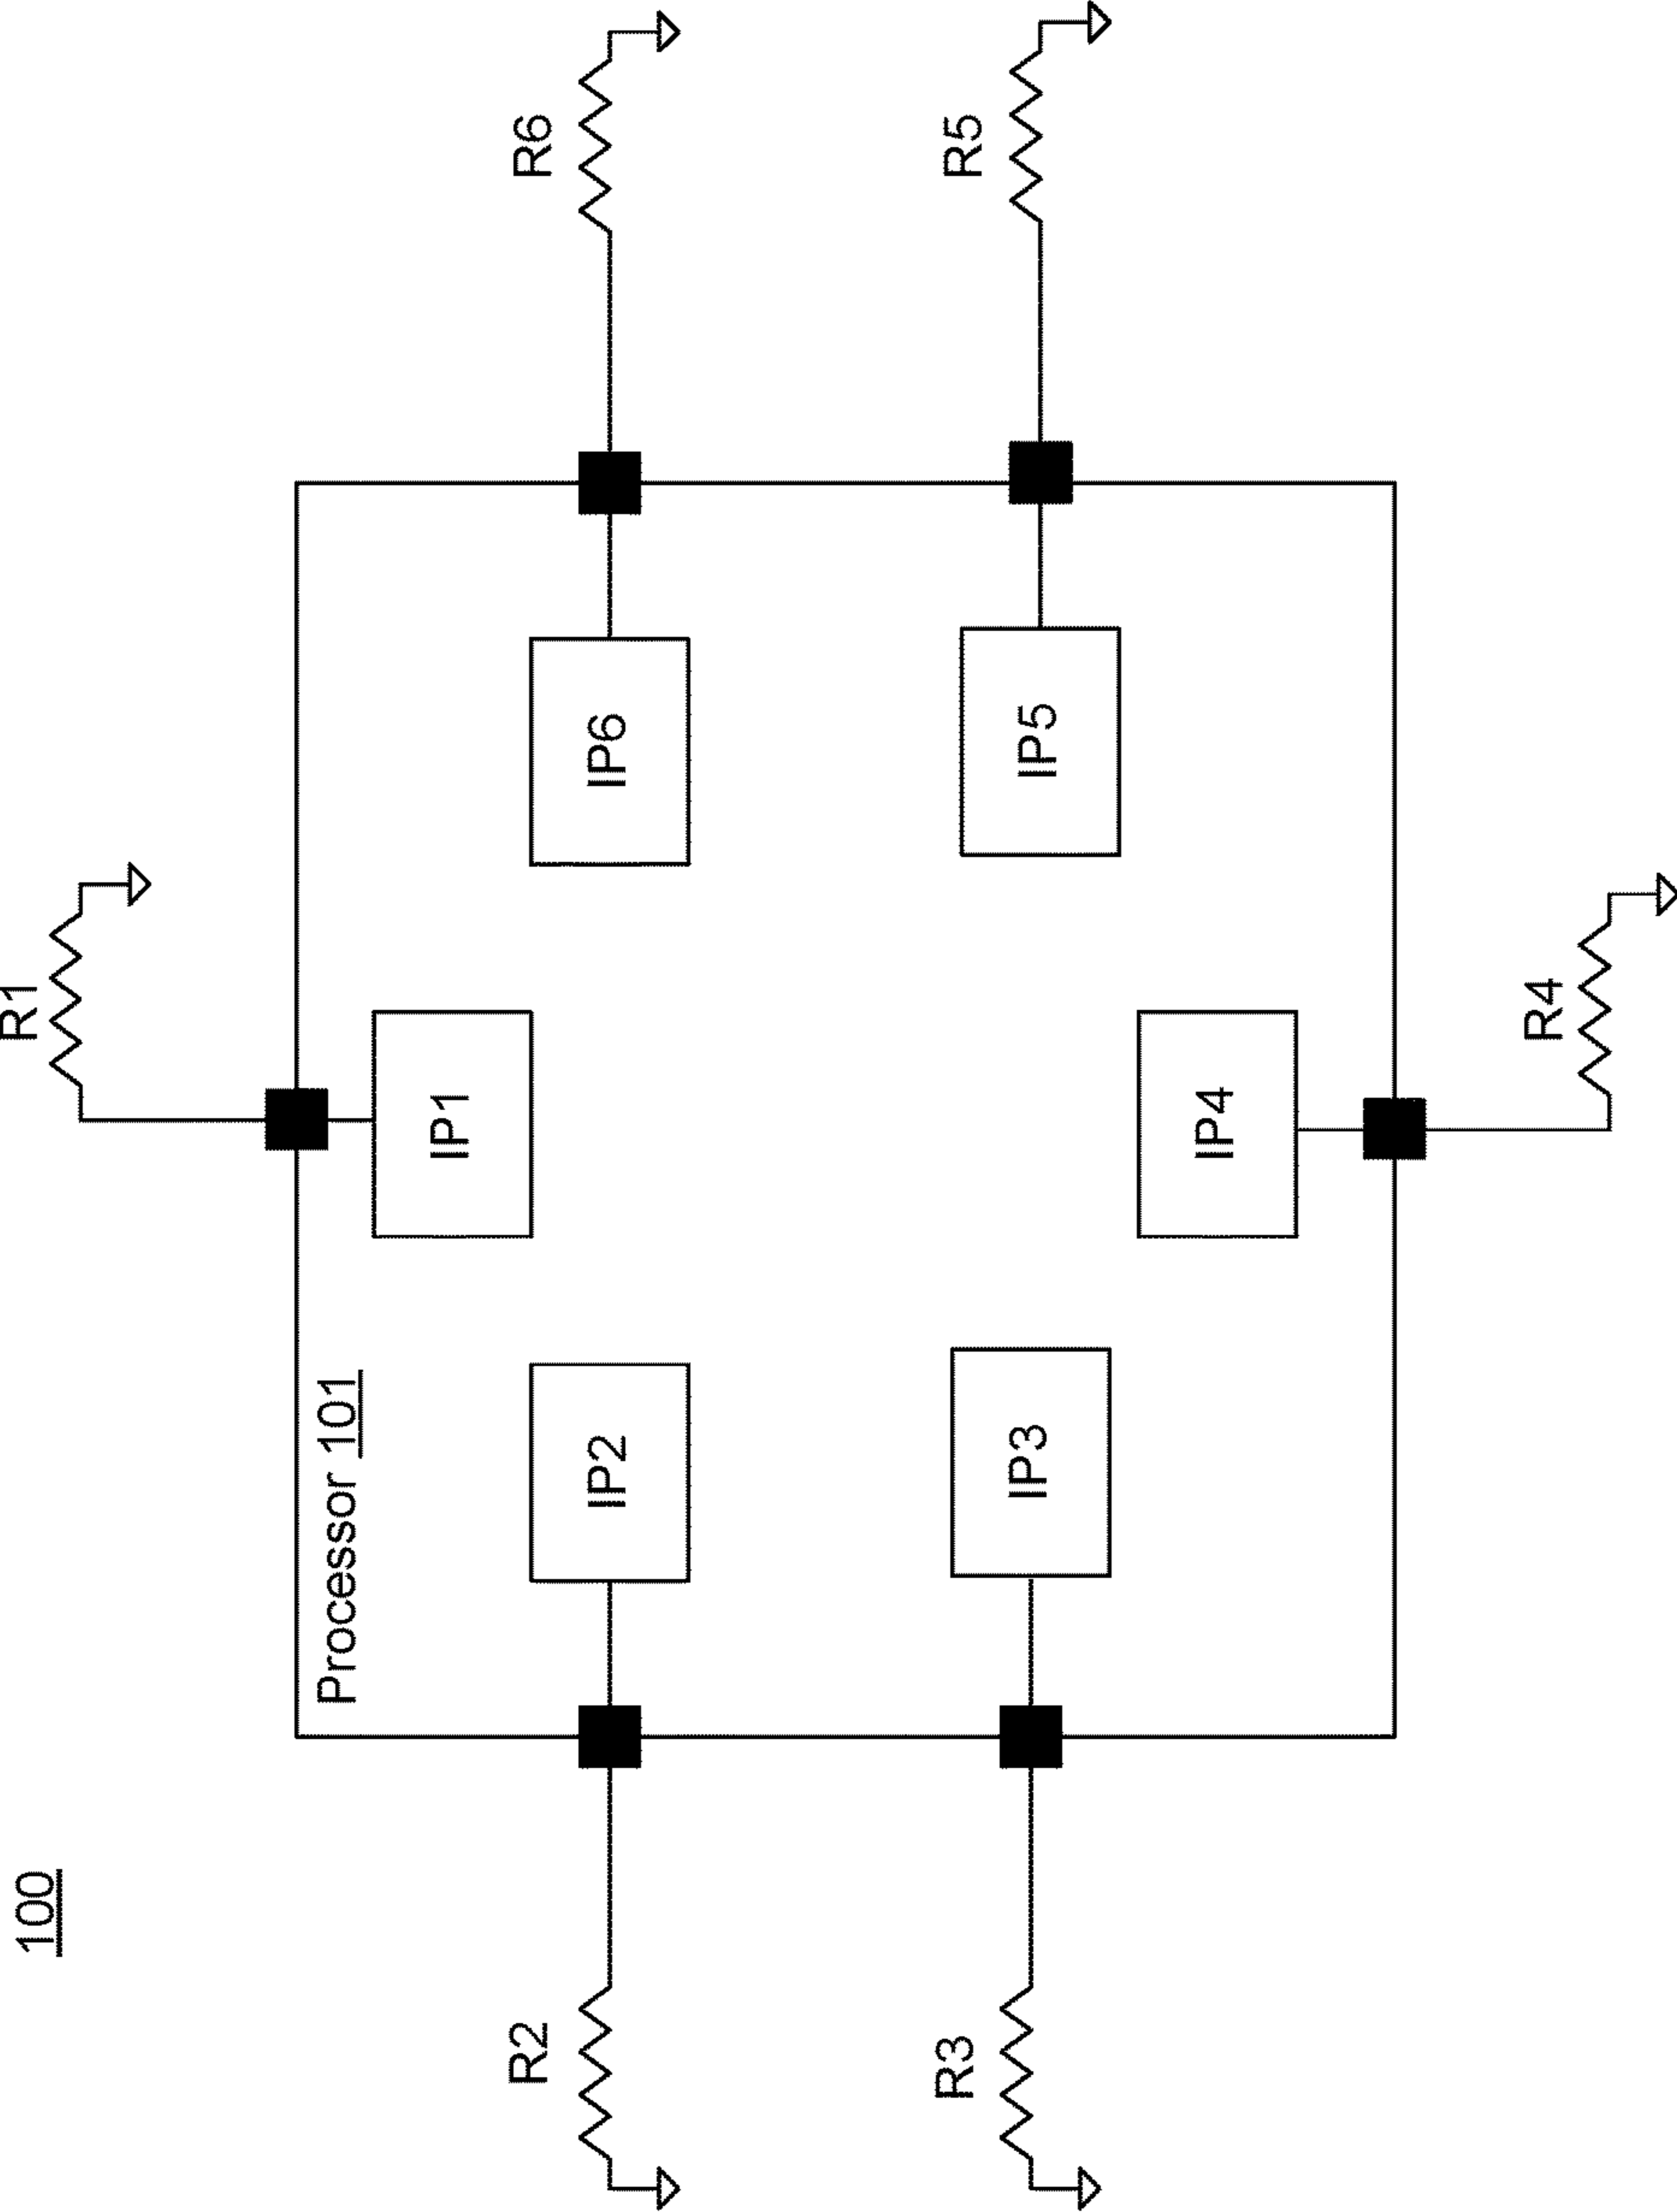 100
R1
Processor 101
IP1
R2
R6
IP2
IP6
R3
R5
IP3
IP5
IP4
R4